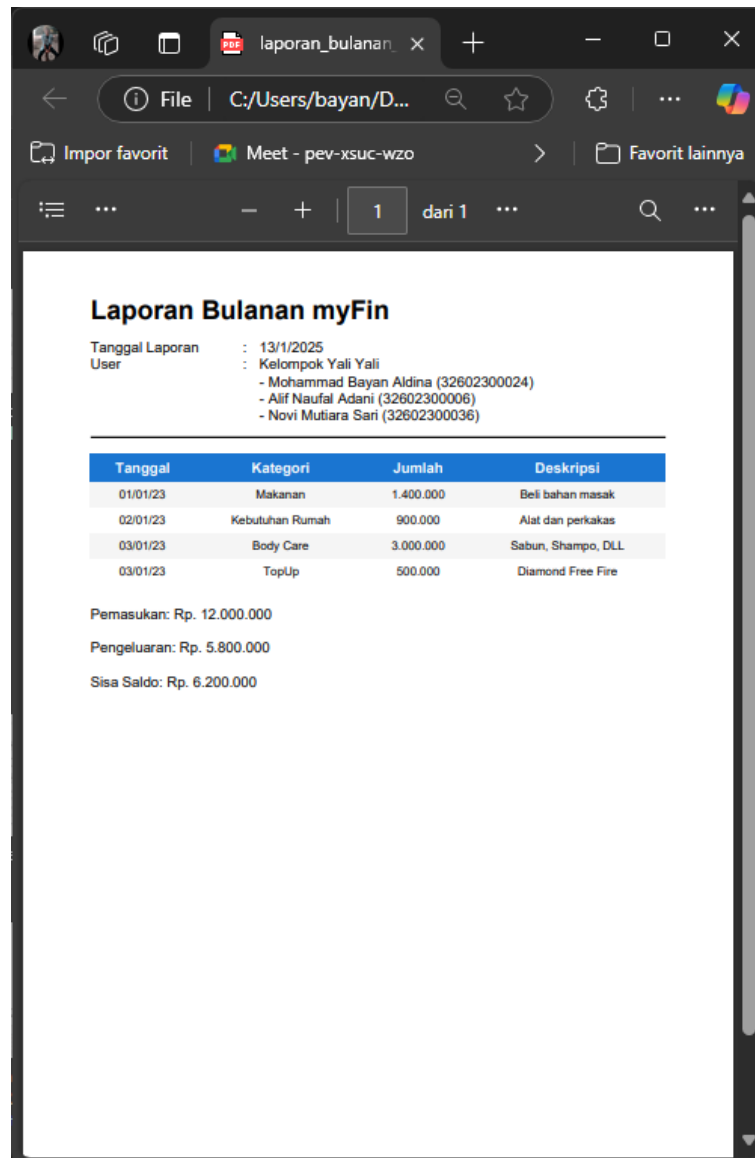 laporan_bulanan_
File
C:/Users/bayan/D...
Impor favorit
Meet - pev-xsuc-wzo
Favorit lainnya
1 dari 1
Laporan Bulanan myFin
Tanggal Laporan : 13/1/2025
User : Kelompok Yali Yali
- Mohammad Bayan Aldina (32602300024)
- Alif Naufal Adani (32602300006)
- Novi Mutiara Sari (32602300036)
Tanggal Kategori Jumlah Deskripsi
01/01/23 Makanan 1.400.000 Beli bahan masak
02/01/23 Kebutuhan Rumah 900.000 Alat dan perkakas
03/01/23 Body Care 3.000.000 Sabun, Shampo, DLL
03/01/23 TopUp 500.000 Diamond Free Fire
Pemasukan: Rp. 12.000.000
Pengeluaran: Rp. 5.800.000
Sisa Saldo: Rp. 6.200.000